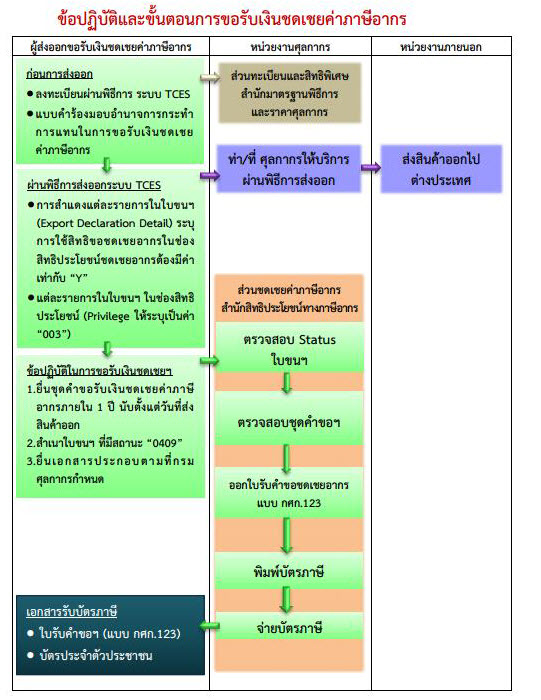 ข้อปฏิบัติและขั้นตอนการขอรับเงินชดเชยค่าภาษีอากร
ผู้ส่งออกขอรับเงินชดเชยค่าภาษีอากร
หน่วยงานศุลกากร
หน่วยงานภายนอก
ก่อนการส่งออก
● ลงทะเบียนผ่านพิธีการ ระบบ TCES
● แบบคำร้องมอบอำนาจการกระทำ
การแทนในการขอรับเงินชดเชย
ค่าภาษีอากร
ส่วนทะเบียนและสิทธิพิเศษ
สำนักมาตรฐานพิธีการ
และราคาศุลกากร
ผ่านพิธีการส่งออกระบบ TCES
● การสำแดงแต่ละรายการในใบขนฯ
(Export Declaration Detail) ระบุ
การใช้สิทธิขอชดเชยอากรในช่อง
สิทธิประโยชน์ชดเชยอากรต้องมีค่า
เท่ากับ “Y”
● แต่ละรายการในใบขนฯ ในช่องสิทธิ
ประโยชน์ (Privilege ให้ระบุเป็นค่า
“003”)
ท่า/ที่ ศุลกากรให้บริการ
ผ่านพิธีการส่งออก
ส่งสินค้าออกไป
ต่างประเทศ
ส่วนชดเชยค่าภาษีอากร
สำนักสิทธิประโยชน์ทางภาษีอากร
ตรวจสอบ Status
ใบขนฯ
ข้อปฏิบัติในการขอรับเงินชดเชยฯ
1.ยื่นชุดคำขอรับเงินชดเชยค่าภาษี
อากรภายใน 1 ปี นับตั้งแต่วันที่ส่ง
สินค้าออก
2.สำเนาใบขนฯ ที่มีสถานะ “0409”
3.ยื่นเอกสารประกอบตามที่กรม
ศุลกากรกำหนด
ตรวจสอบชุดคำขอฯ
ออกใบรับคำขอชดเชยอากร
แบบ กศก.123
พิมพ์บัตรภาษี
จ่ายบัตรภาษี
เอกสารรับบัตรภาษี
● ใบรับคำขอฯ (แบบ กศก.123)
● บัตรประจำตัวประชาชน